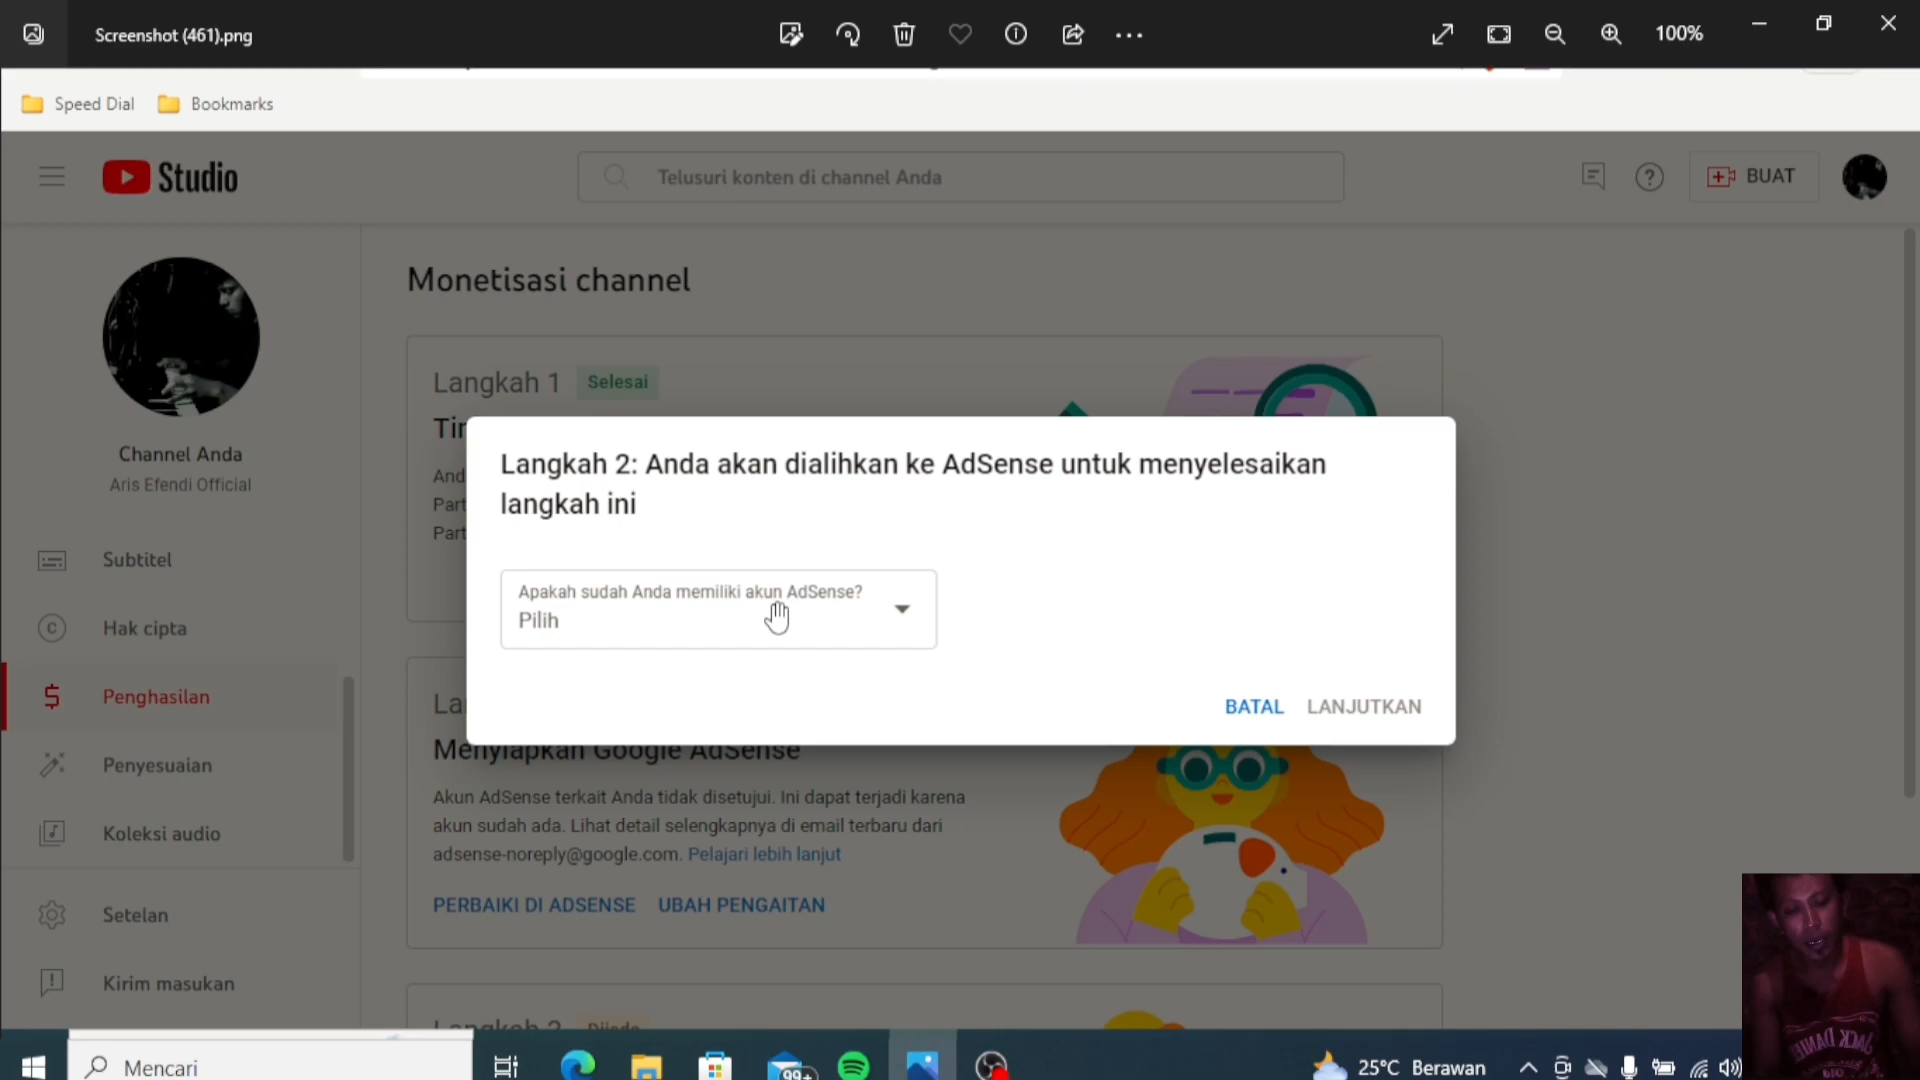 Screenshot (461).png
100%
Speed Dial
Bookmarks
Studio
Telusuri konten di channel Anda
BUAT
Channel Anda
Aris Efendi Official
Subtitel
Hak cipta
Penghasilan
Penyesuaian
Koleksi audio
Setelan
Kirim masukan
Monetisasi channel
Langkah 1
Selesai
Langkah 2: Anda akan dialihkan ke AdSense untuk menyelesaikan
langkah ini
Apakah sudah Anda memiliki akun AdSense?
Pilih
BATAL
LANJUTKAN
Menyiapkan Google AdSense
Akun AdSense terkait Anda tidak disetujui. Ini dapat terjadi karena
akun sudah ada. Lihat detail selengkapnya di email terbaru dari
adsense-noreply@google.com. Pelajari lebih lanjut
PERBAIKI DI ADSENSE
UBAH PENGAITAN
Mencari
99+
25°C Berawan